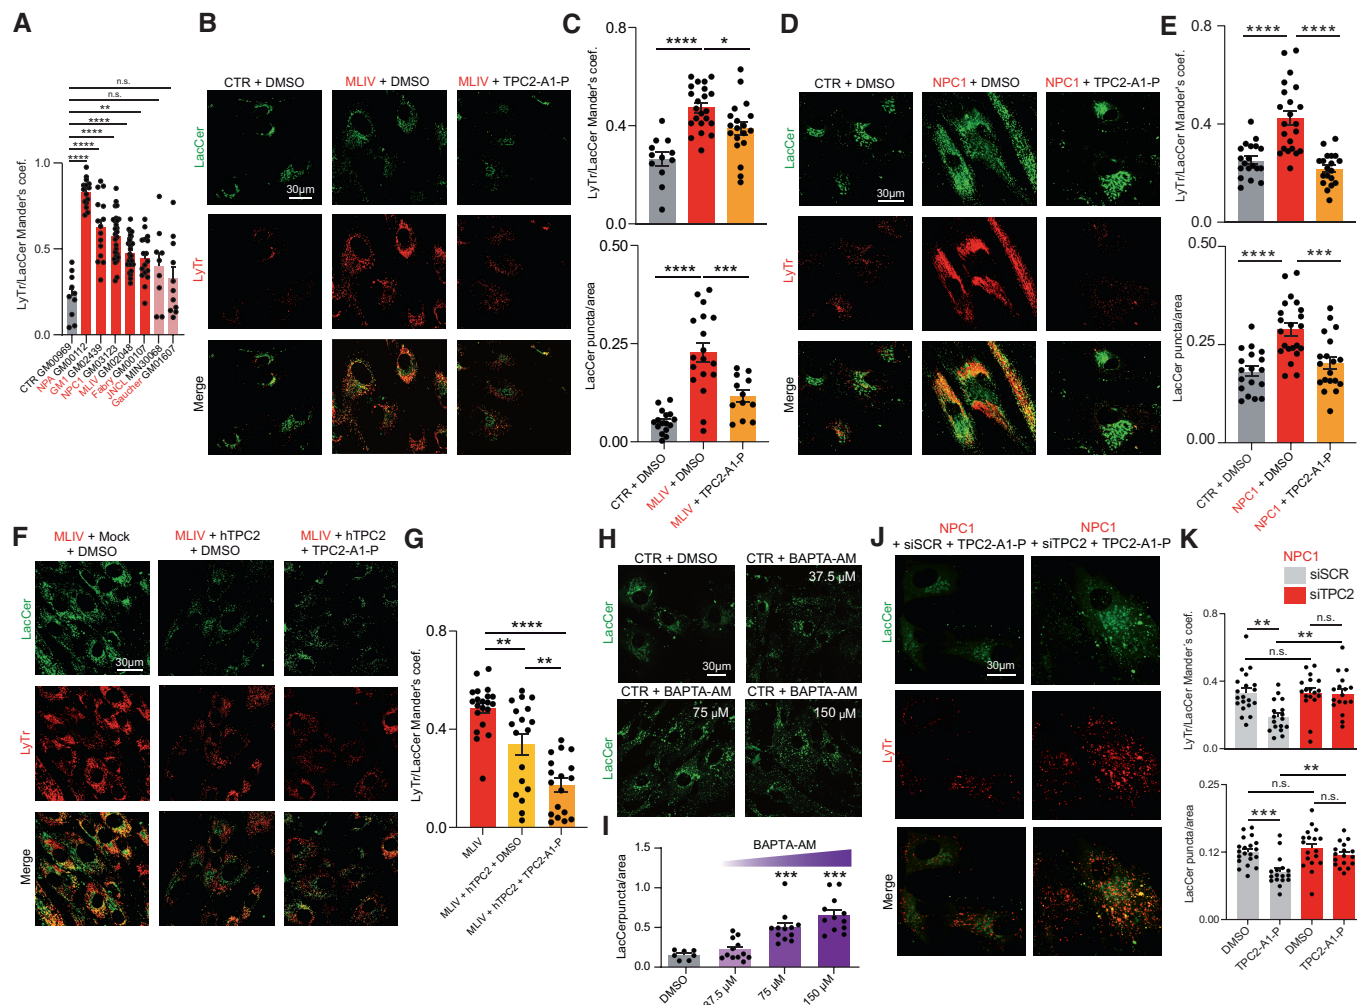 A
n.s.
n.s.
**
****
****
****
LyTr/LacCer Mander's coef.
1.0
0.5
0.0
CTR GM00969
NPA GM00112
GM1 GM02439
NPC1 GM03123
MLIV GM02048
Fabry GM00107
JNCL MIN30068
Gaucher GM01607
B
CTR + DMSO
MLIV + DMSO
MLIV + TPC2-A1-P
LacCer
30µm
LyTr
Merge
C
LyTr/LacCer Mander's coef.
0.8
0.4
0.0
****
*
LacCer puncta/area
0.50
0.25
0.00
****
***
CTR + DMSO
MLIV + DMSO
MLIV + TPC2-A1-P
D
CTR + DMSO
NPC1 + DMSO
NPC1 + TPC2-A1-P
LacCer
30µm
LyTr
Merge
E
LyTr/LacCer Mander's coef.
0.8
0.4
0.0
****
****
LacCer puncta/area
0.50
0.25
0.00
****
***
CTR + DMSO
NPC1 + DMSO
NPC1 + TPC2-A1-P
F
MLIV + Mock
+ DMSO
MLIV + hTPC2
+ DMSO
MLIV + hTPC2
+ TPC2-A1-P
LacCer
30µm
LyTr
Merge
G
LyTr/LacCer Mander's coef.
0.8
0.4
0.0
****
**
**
MLIV
MLIV + hTPC2 + DMSO
MLIV + hTPC2 + TPC2-A1-P
H
CTR + DMSO
CTR + BAPTA-AM
37.5 µM
LacCer
30µm
CTR + BAPTA-AM
75 µM
CTR + BAPTA-AM
150 µM
LacCer
I
BAPTA-AM
LacCerpuncta/area
1.5
1.0
0.5
0.0
***
***
DMSO
37.5 µM
75 µM
150 µM
J
NPC1
+ siSCR + TPC2-A1-P
NPC1
+ siTPC2 + TPC2-A1-P
LacCer
30µm
LyTr
Merge
K
NPC1
siSCR
siTPC2
LyTr/LacCer Mander's coef.
0.8
0.4
0.0
n.s.
**
**
n.s.
LacCer puncta/area
0.25
0.12
0.00
**
n.s.
n.s.
***
DMSO
TPC2-A1-P
DMSO
TPC2-A1-P